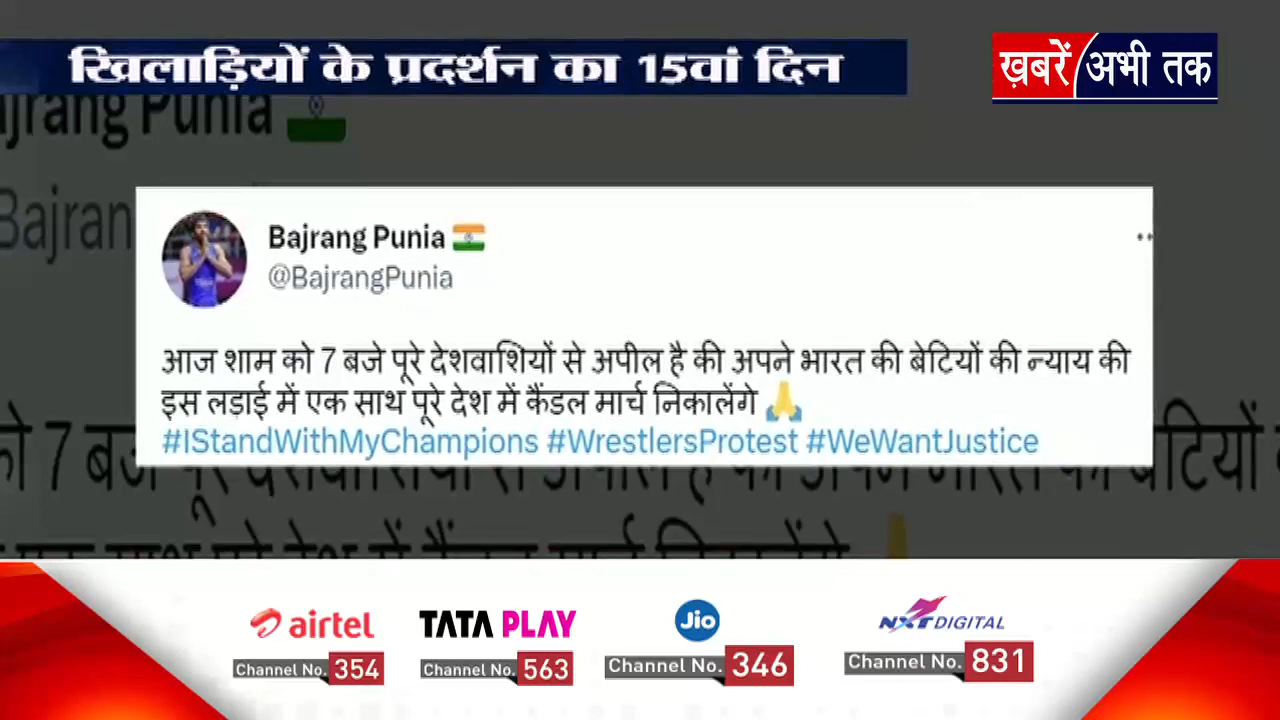 खिलाड़ियों के प्रदर्शन का 15वां दिन
ख़बरें अभी तक
Bajrang Punia
@BajrangPunia
आज शाम को 7 बजे पूरे देशवाशियों से अपील है की अपने भारत की बेटियों की न्याय की
इस लड़ाई में एक साथ पूरे देश में कैंडल मार्च निकालेंगे 🙏
#IStandWithMyChampions #WrestlersProtest #WeWantJustice
airtel
Channel No. 354
TATA PLAY
Channel No. 563
Jio
Channel No. 346
NXT DIGITAL
Channel No. 831